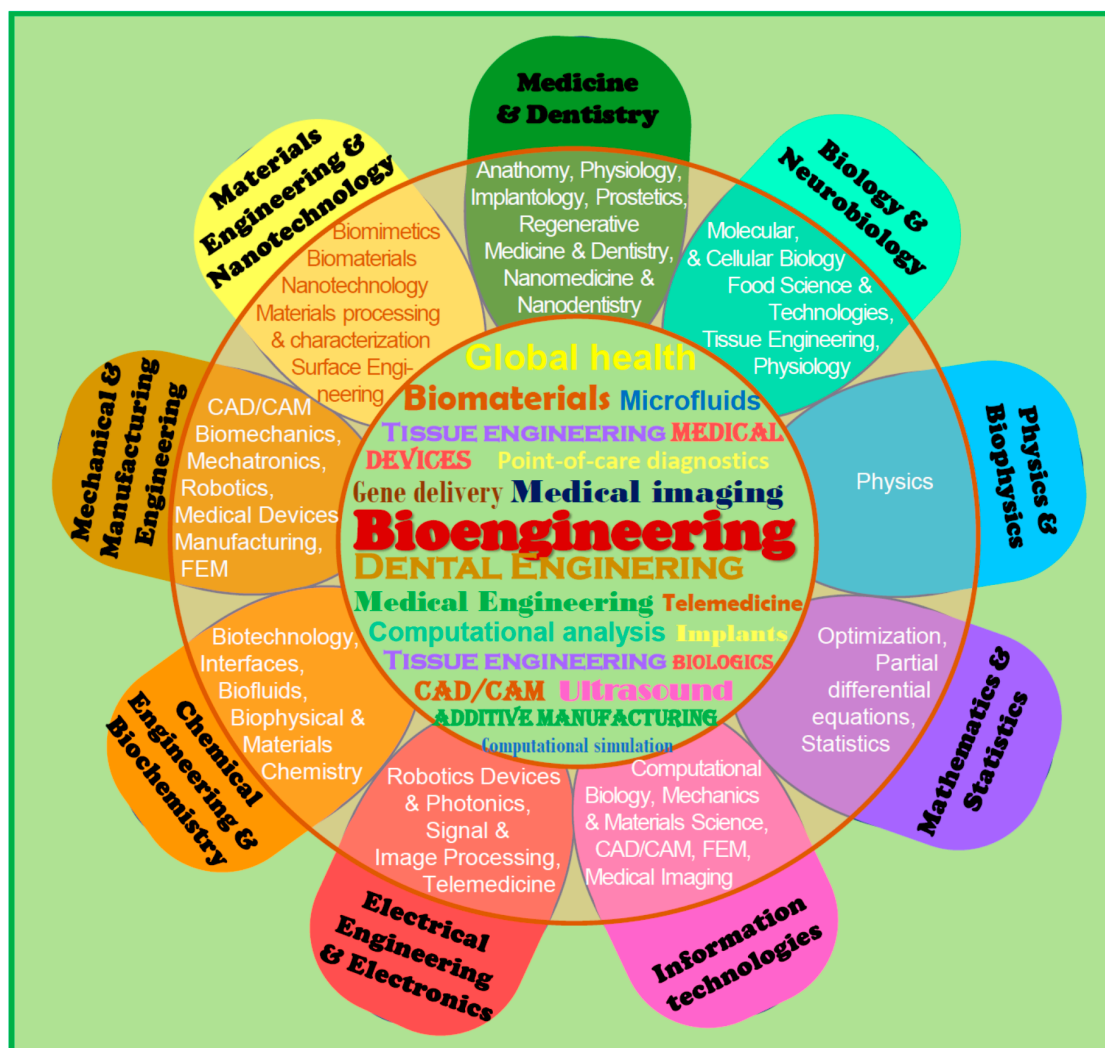 Medicine
& Dentistry
Anathomy, Physiology,
Implantology, Prostetics,
Regenerative
Medicine & Dentistry,
Nanomedicine &
Nanodentistry
Biology &
Neurobiology
Molecular,
& Cellular Biology
Food Science &
Technologies,
Tissue Engineering,
Physiology
Physics &
Biophysics
Physics
Mathematics &
Statistics
Optimization,
Partial
differential
equations,
Statistics
Information
technologies
Computational
Biology, Mechanics
& Materials Science,
CAD/CAM, FEM,
Medical Imaging
Electrical
Engineering
& Electronics
Robotics Devices
& Photonics,
Signal &
Image Processing,
Telemedicine
Chemical
Engineering &
Biochemistry
Biotechnology,
Interfaces,
Biofluids,
Biophysical &
Materials
Chemistry
Mechanical &
Manufacturing
Engineering
CAD/CAM
Biomechanics,
Mechatronics,
Robotics,
Medical Devices
Manufacturing,
FEM
Materials
Engineering &
Nanotechnology
Biomimetics
Biomaterials
Nanotechnology
Materials processing
& characterization
Surface Engi-
neering
Global health
Biomaterials Microfluids
TISSUE ENGINEERING MEDICAL
DEVICES Point-of-care diagnostics
Gene delivery Medical imaging
Bioengineering
DENTAL ENGINERING
Medical Engineering Telemedicine
Computational analysis Implants
TISSUE ENGINEERING BIOLOGICS
CAD/CAM Ultrasound
ADDITIVE MANUFACTURING
Computational simulation